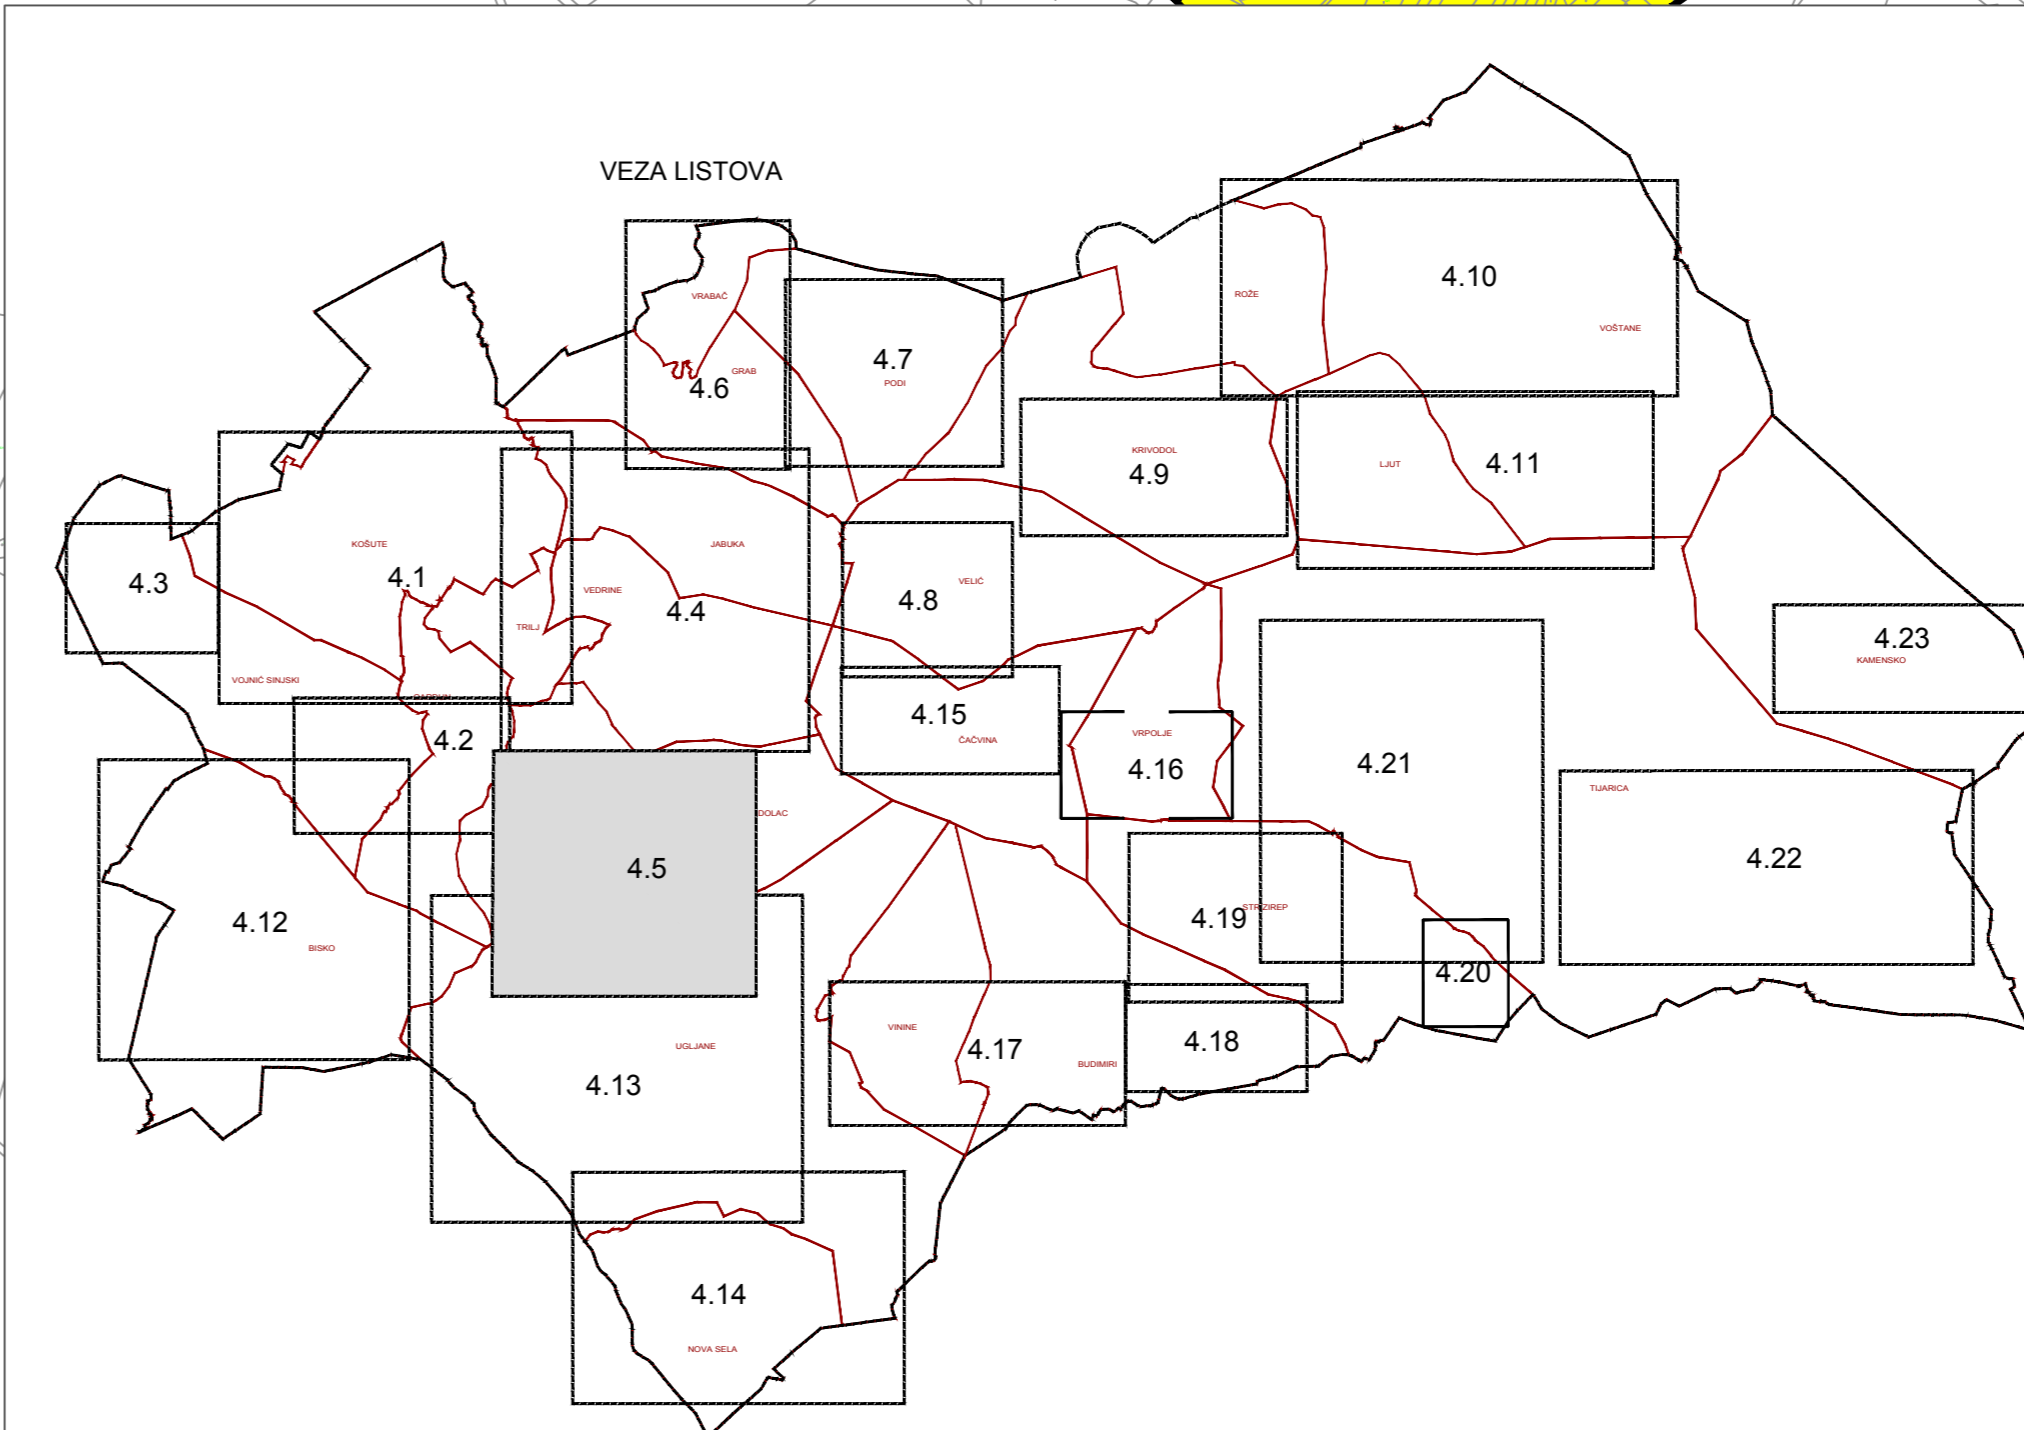 VEZA LISTOVA
4.10
VRABAČ
ROŽE
VOŠTANE
4.7
GRAB
PODI
4.6
KRIVODOL
4.9
LJUT
4.11
KOŠUTE
JABUKA
4.3
4.1
VEDRINE
VELIĆ
4.8
4.4
TRILJ
4.23
KAMENSKO
VOJNIĆ SINJSKI
GARDUN
4.15
4.2
ČAČVINA
VRPOLJE
4.16
4.21
TIJARICA
DOLAC
4.5
4.22
4.12
BISKO
STRIZIREP
4.19
4.20
VININE
UGLJANE
4.17
4.18
BUDIMIRI
4.13
4.14
NOVA SELA